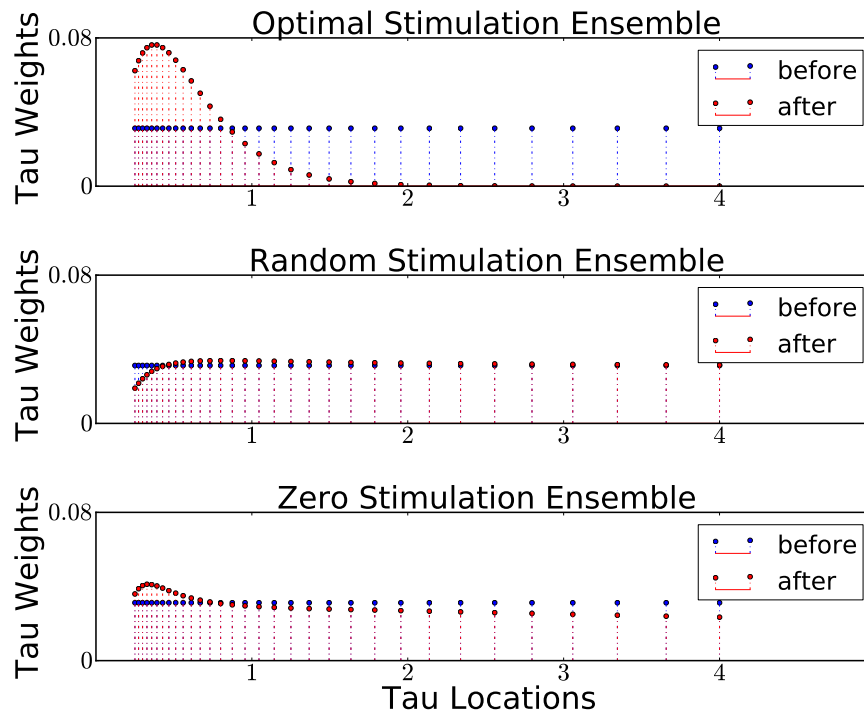 Optimal Stimulation Ensemble
0.08
Tau Weights
before
after
0
1 2 3 4
Random Stimulation Ensemble
0.08
Tau Weights
before
after
0
1 2 3 4
Zero Stimulation Ensemble
0.08
Tau Weights
before
after
0
1 2 3 4
Tau Locations